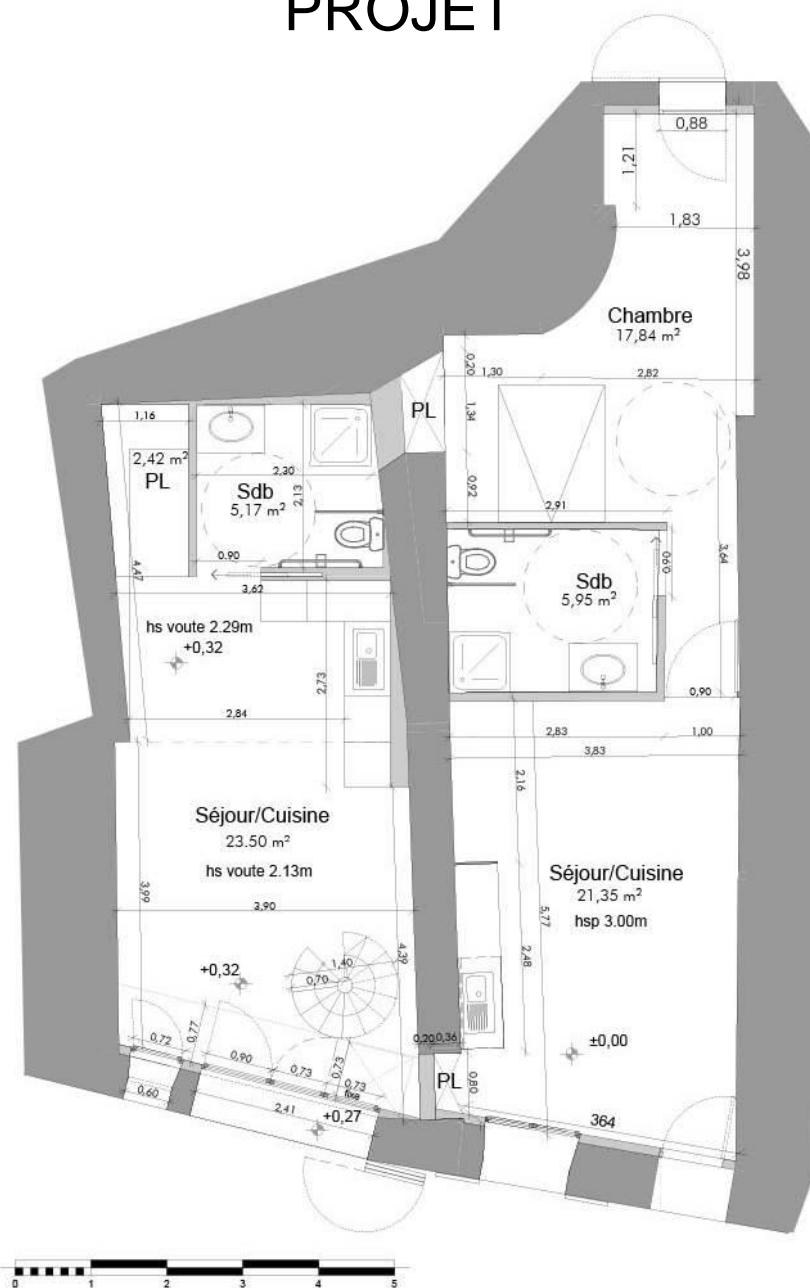 PROJET
0,88
1,21
1,83
3,98
Chambre
17,84 m²
0,20
1,30
2,82
PL
1,34
1,16
2,42 m²
PL
2,30
Sdb
5,17 m²
2,13
0,92
2,91
0,90
4,47
3,62
Sdb
5,95 m²
0,90
3,64
hs voute 2.29m
+0,32
2,73
2,84
0,90
2,83
1,00
3,83
2,16
Séjour/Cuisine
23.50 m²
hs voute 2.13m
3,99
3,90
Séjour/Cuisine
21,35 m²
hsp 3.00m
5,77
2,48
4,39
+0,32
1,40
0,70
0,72
0,77
0,90
0,73
0,73
0,73
fixe
0,20
0,36
±0,00
PL
0,80
0,60
2,41
+0,27
364
0 1 2 3 4 5